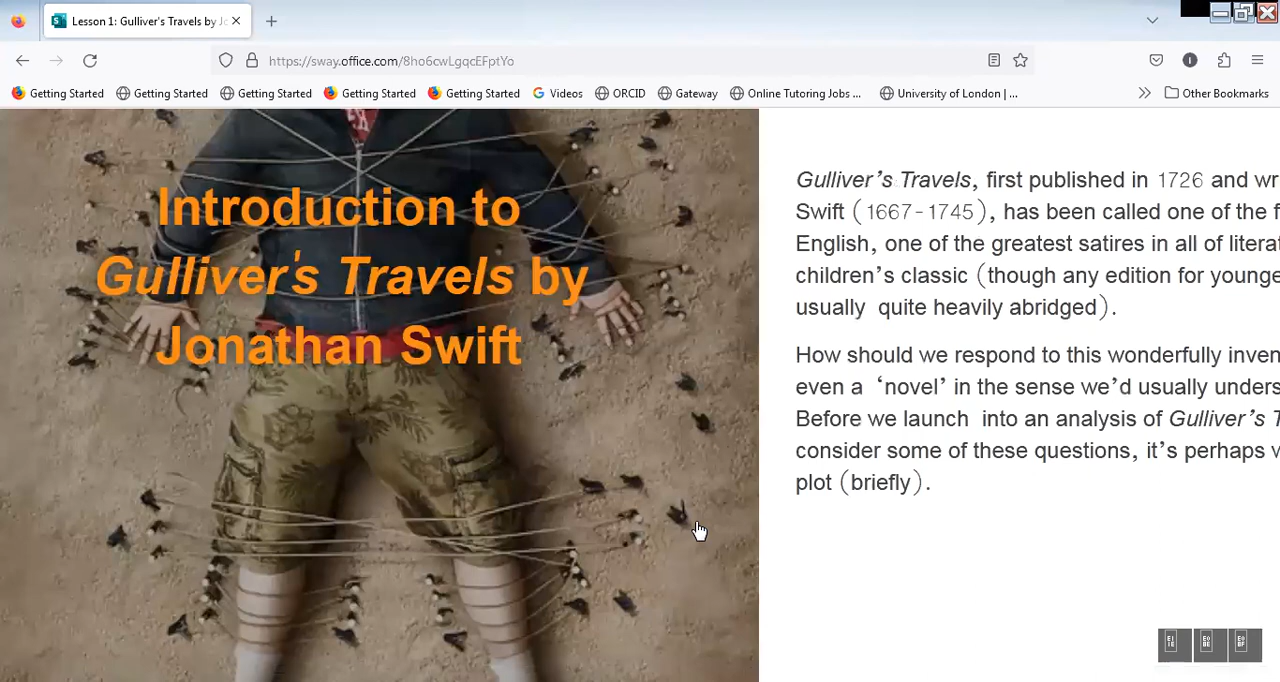 Lesson 1: Gulliver's Travels by
https://sway.office.com/8ho6cwLgqcEFptYo
Getting Started
Getting Started
Getting Started
Getting Started
Getting Started
Videos
ORCID
Gateway
Online Tutoring Jobs ...
University of London | ...
Other Bookmarks
Introduction to
Gulliver's Travels by
Jonathan Swift
Gulliver's Travels, first published in 1726 and wr
Swift (1667-1745), has been called one of the f
English, one of the greatest satires in all of litera
children's classic (though any edition for younge
usually quite heavily abridged).
How should we respond to this wonderfully inven
even a ‘novel’ in the sense we'd usually unders
Before we launch into an analysis of Gulliver's T
consider some of these questions, it's perhaps w
plot (briefly).